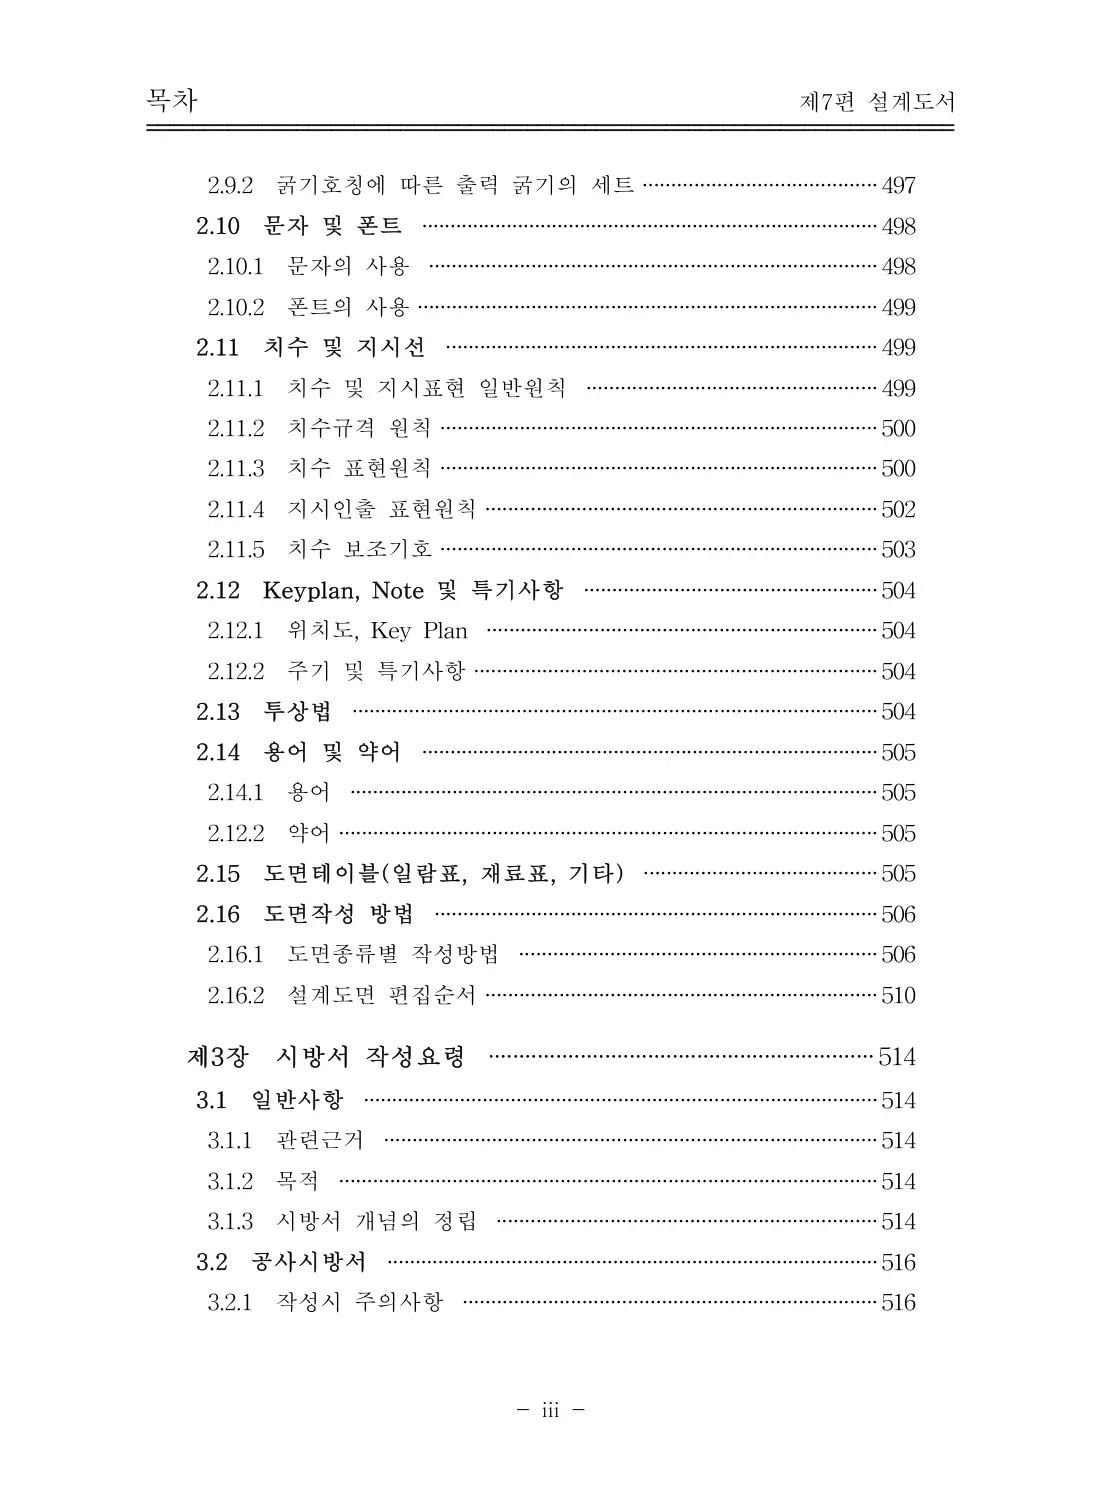 목차 제7편 설계도서
2.9.2 굵기호칭에 따른 출력 굵기의 세트 ········ 497
2.10 문자 및 폰트 ········ 498
2.10.1 문자의 사용 ········ 498
2.10.2 폰트의 사용 ········ 499
2.11 치수 및 지시선 ········ 499
2.11.1 치수 및 지시표현 일반원칙 ········ 499
2.11.2 치수규격 원칙 ········ 500
2.11.3 치수 표현원칙 ········ 500
2.11.4 지시인출 표현원칙 ········ 502
2.11.5 치수 보조기호 ········ 503
2.12 Keyplan, Note 및 특기사항 ········ 504
2.12.1 위치도, Key Plan ········ 504
2.12.2 주기 및 특기사항 ········ 504
2.13 투상법 ········ 504
2.14 용어 및 약어 ········ 505
2.14.1 용어 ········ 505
2.12.2 약어 ········ 505
2.15 도면테이블(일람표, 재료표, 기타) ········ 505
2.16 도면작성 방법 ········ 506
2.16.1 도면종류별 작성방법 ········ 506
2.16.2 설계도면 편집순서 ········ 510
제3장 시방서 작성요령 ········ 514
3.1 일반사항 ········ 514
3.1.1 관련근거 ········ 514
3.1.2 목적 ········ 514
3.1.3 시방서 개념의 정립 ········ 514
3.2 공사시방서 ········ 516
3.2.1 작성시 주의사항 ········ 516
- iii -